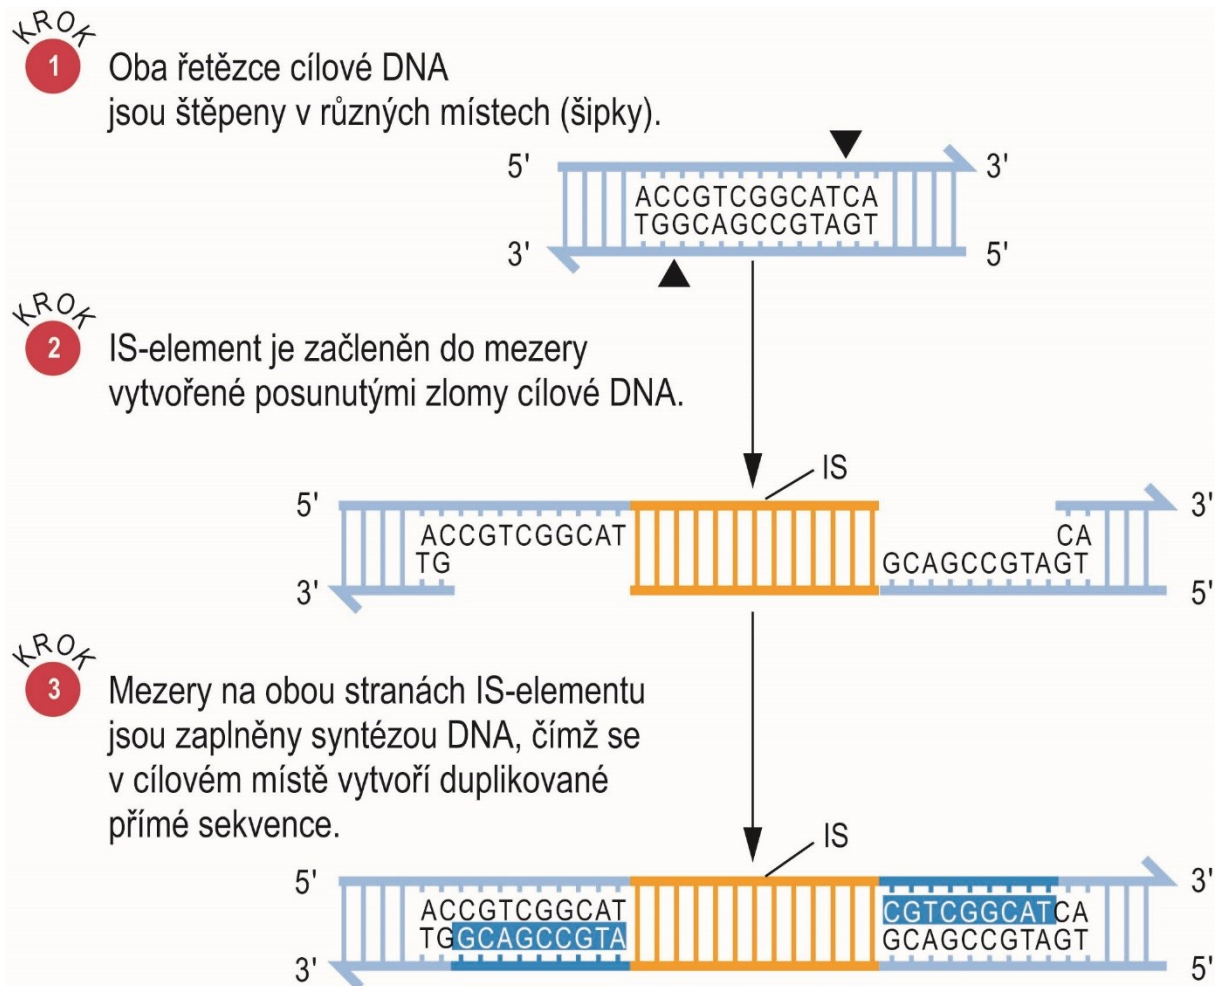 KROK
1
Oba řetězce cílové DNA
jsou štěpeny v různých místech (šipky).
5' 3'
ACCGTCGGCATCA
TGGCAGCCGTAGT
3' 5'
KROK
2
IS-element je začleněn do mezery
vytvořené posunutými zlomy cílové DNA.
IS
5' 3'
ACCGTCGGCAT CA
TG GCAGCCGTAGT
3' 5'
KROK
3
Mezery na obou stranách IS-elementu
jsou zaplněny syntézou DNA, čímž se
v cílovém místě vytvoří duplikované
přímé sekvence.
IS
5' 3'
ACCGTCGGCAT CGTCGGCATCA
TGGCAGCCGTA GCAGCCGTAGT
3' 5'